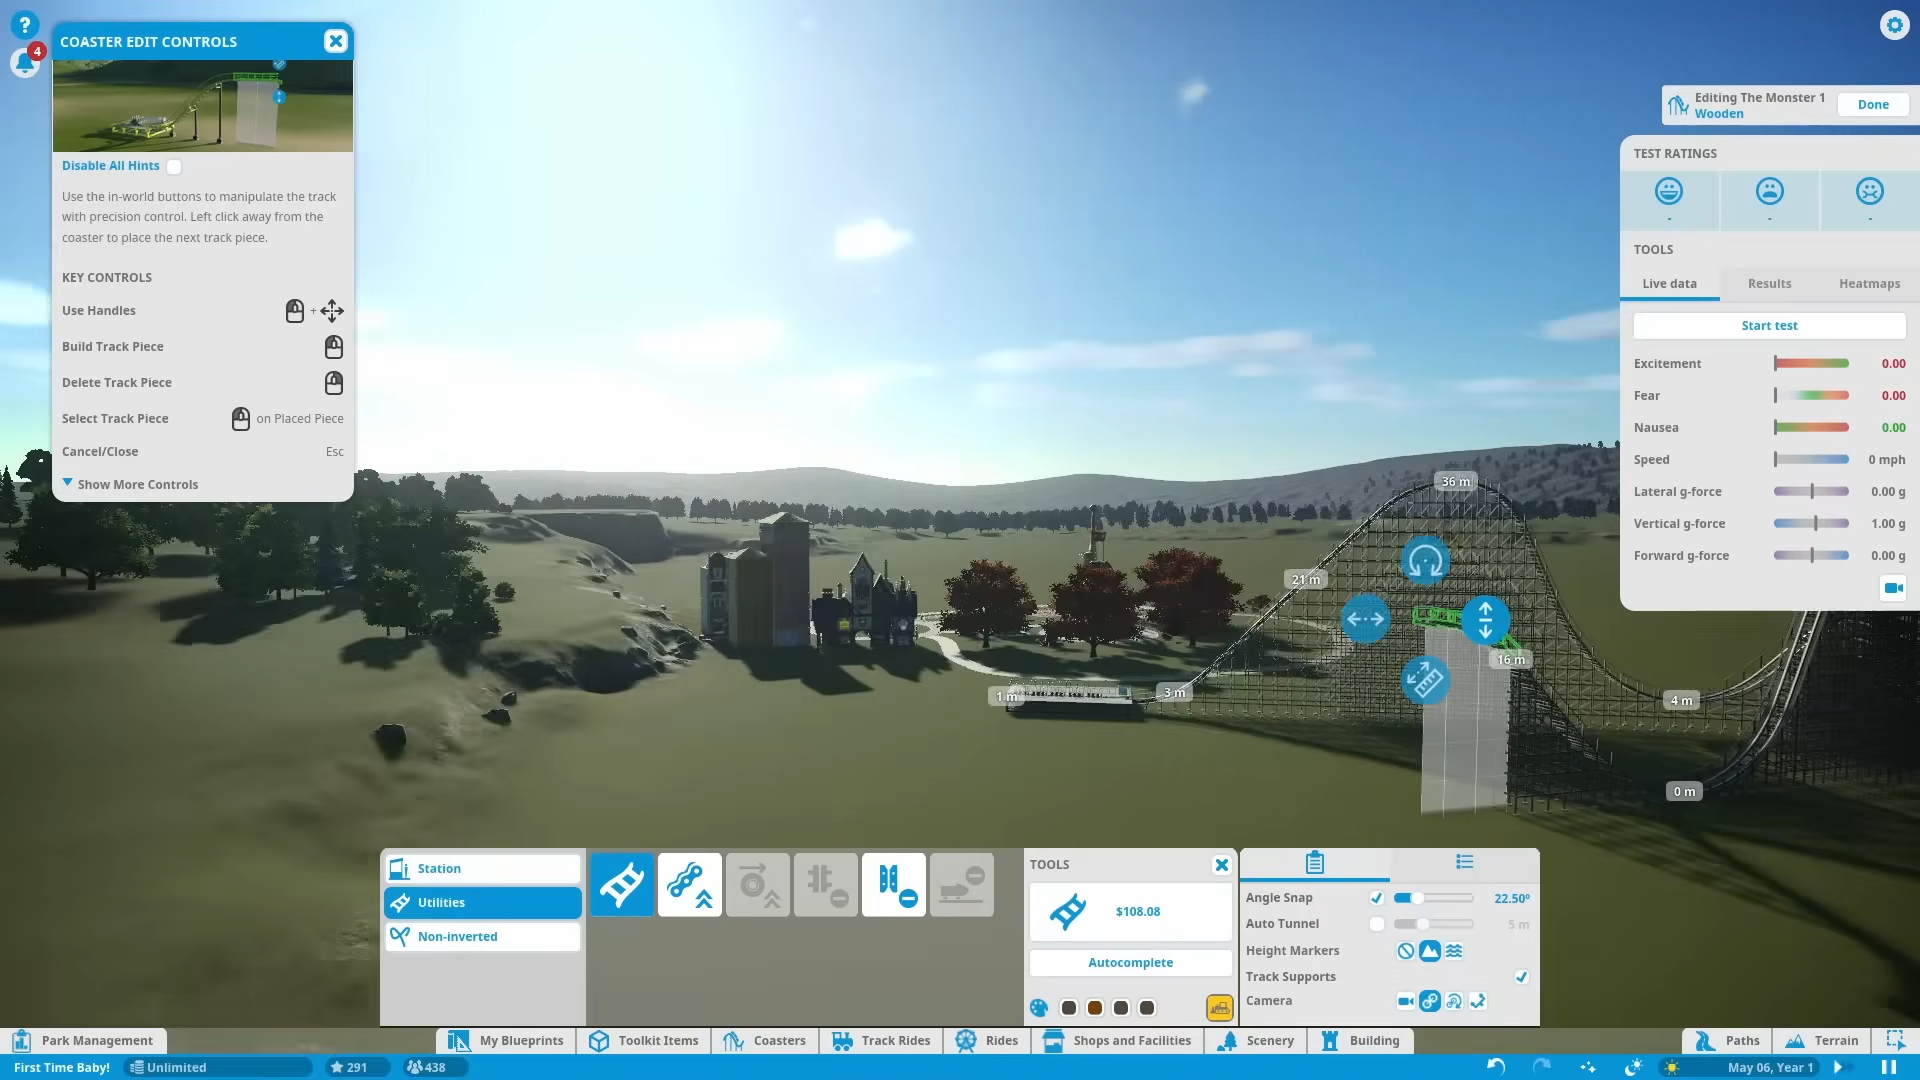 ?
4
COASTER EDIT CONTROLS
Disable All Hints
Use the in-world buttons to manipulate the track
with precision control. Left click away from the
coaster to place the next track piece.
KEY CONTROLS
Use Handles +
Build Track Piece
Delete Track Piece
Select Track Piece on Placed Piece
Cancel/Close Esc
Show More Controls
Editing The Monster 1
Wooden
Done
TEST RATINGS
- - -
TOOLS
Live data Results Heatmaps
Start test
Excitement 0.00
Fear 0.00
Nausea 0.00
Speed 0 mph
Lateral g-force 0.00 g
Vertical g-force 1.00 g
Forward g-force 0.00 g
36 m
21 m
16 m
3 m
1 m
4 m
0 m
Station
Utilities
Non-inverted
TOOLS
$108.08
Autocomplete
Angle Snap 22.50°
Auto Tunnel 5 m
Height Markers
Track Supports
Camera
Park Management
My Blueprints Toolkit Items Coasters Track Rides Rides Shops and Facilities Scenery Building
Paths Terrain
First Time Baby! Unlimited 291 438
May 06, Year 1